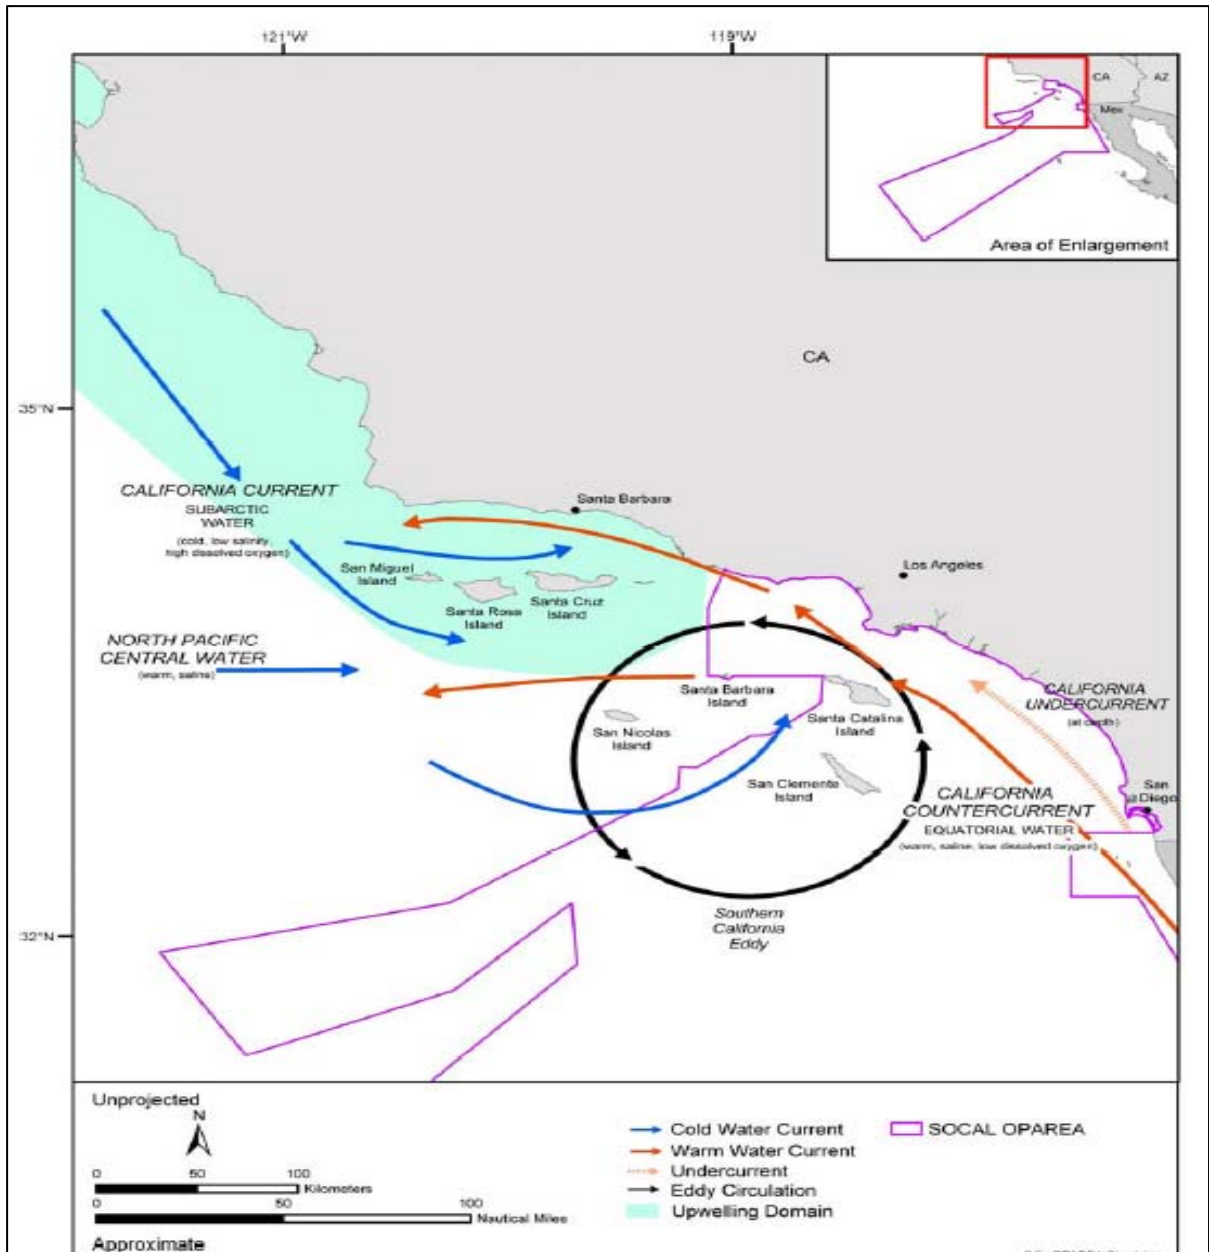 121°W
119°W
CA
AZ
Mex
Area of Enlargement
CA
35°N
CALIFORNIA CURRENT
SUBARCTIC
WATER
(cold, low salinity,
high dissolved oxygen)
Santa Barbara
San Miguel
Island
Santa Rosa
Island
Santa Cruz
Island
Los Angeles
NORTH PACIFIC
CENTRAL WATER
(warm, saline)
Santa Barbara
Island
Santa Catalina
Island
San Nicolas
Island
San Clemente
Island
CALIFORNIA
UNDERCURRENT
(at depth)
San
Diego
CALIFORNIA
COUNTERCURRENT
EQUATORIAL WATER
(warm, saline, low dissolved oxygen)
Southern
California
Eddy
32°N
Unprojected
N
0 50 100
Kilometers
0 50 100
Nautical Miles
Approximate
Cold Water Current
Warm Water Current
Undercurrent
Eddy Circulation
Upwelling Domain
SOCAL OPAREA